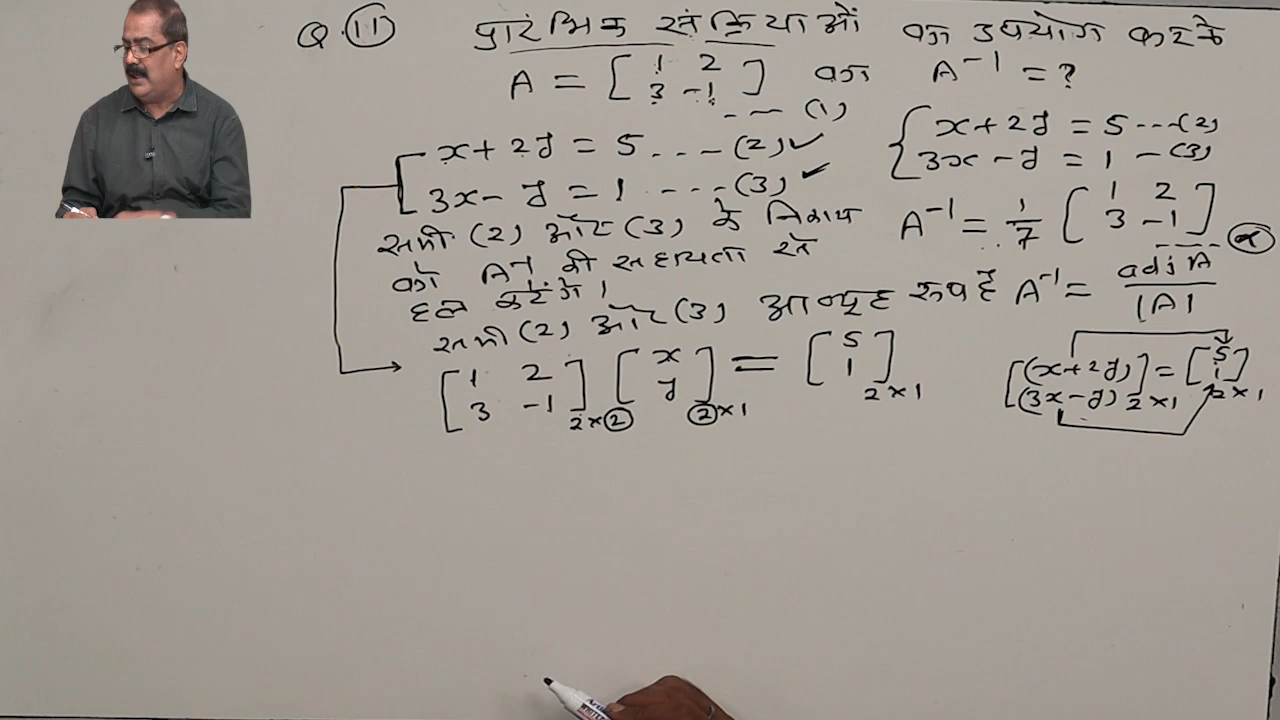 Q. 11 प्रारंभिक संक्रियाओं का उपयोग करके
A = [1 2 3 -1] का A⁻¹ = ?
--- (1)
x + 2y = 5 ... --(2) ✓
3x - y = 1 --- (3) ✓
समी (2) और (3) के निकाय
को A⁻¹ की सहायता से
हल करेंगे।
समी (2) और (3) आव्यूह रूप में
[1 2 3 -1] 2×2 [x y] 2×1 = [5 1] 2×1
x + 2y = 5 ---(2)
3x - y = 1 - (3)
A⁻¹ = 1/7 [1 2 3 -1] ---- α
A⁻¹ = adj A / |A|
[(x+2y) (3x-y)] 2×1 = [5 1] 2×1